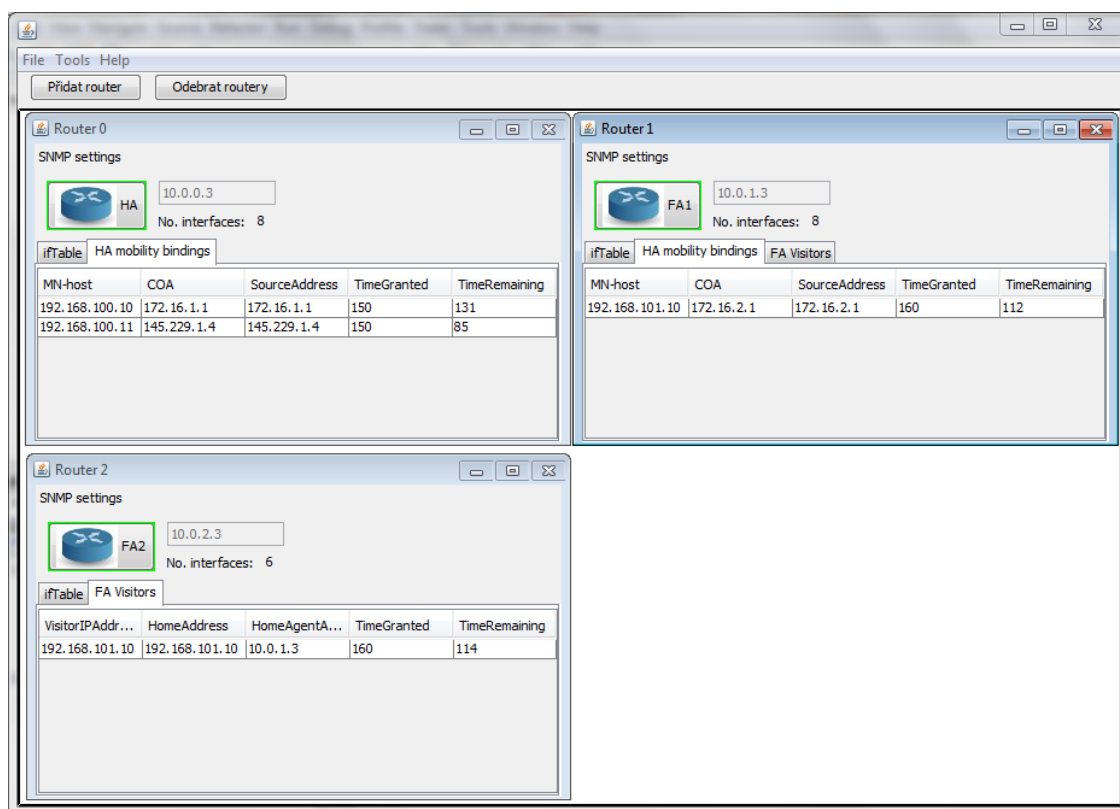 File Tools Help
Přidat router Odebrat routery
Router 0
SNMP settings
HA
10.0.0.3
No. interfaces: 8
ifTable HA mobility bindings
MN-host COA SourceAddress TimeGranted TimeRemaining
192.168.100.10 172.16.1.1 172.16.1.1 150 131
192.168.100.11 145.229.1.4 145.229.1.4 150 85
Router 1
SNMP settings
FA1
10.0.1.3
No. interfaces: 8
ifTable HA mobility bindings FA Visitors
MN-host COA SourceAddress TimeGranted TimeRemaining
192.168.101.10 172.16.2.1 172.16.2.1 160 112
Router 2
SNMP settings
FA2
10.0.2.3
No. interfaces: 6
ifTable FA Visitors
VisitorIPAddr... HomeAddress HomeAgentA... TimeGranted TimeRemaining
192.168.101.10 192.168.101.10 10.0.1.3 160 114